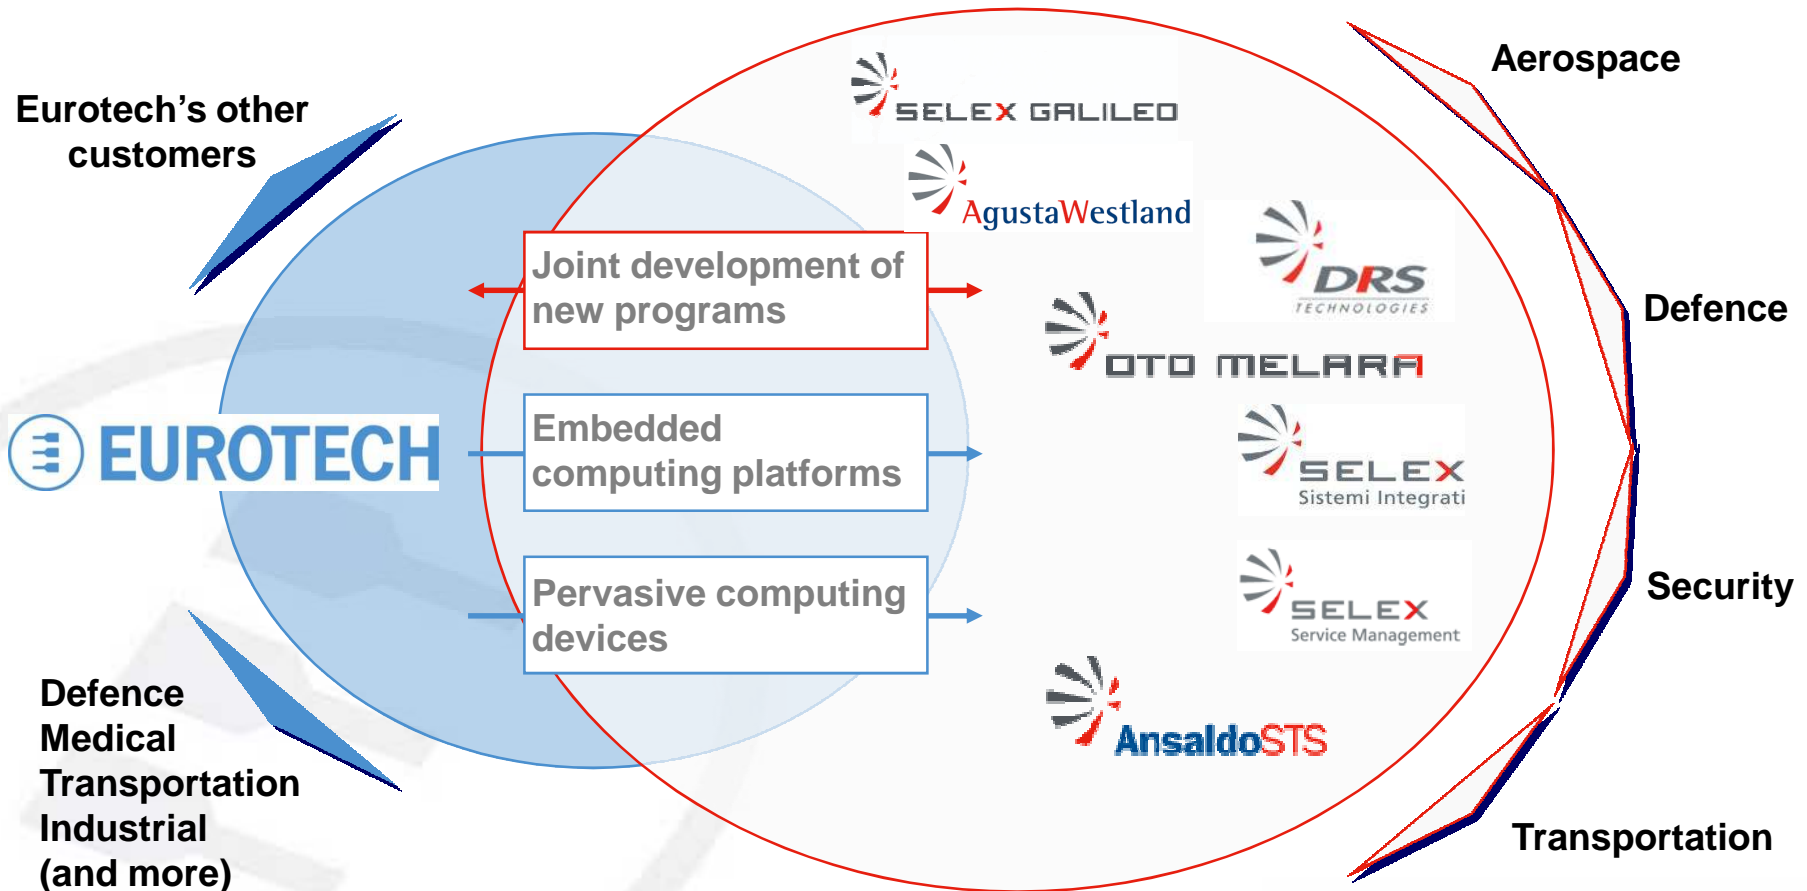 Eurotech’s other
customers
EUROTECH
Defence
Medical
Transportation
Industrial
(and more)
Joint development of
new programs
Embedded
computing platforms
Pervasive computing
devices
SELEX GALILEO
AgustaWestland
DRS
TECHNOLOGIES
OTO MELARA
SELEX
Sistemi Integrati
SELEX
Service Management
AnsaldoSTS
Aerospace
Defence
Security
Transportation